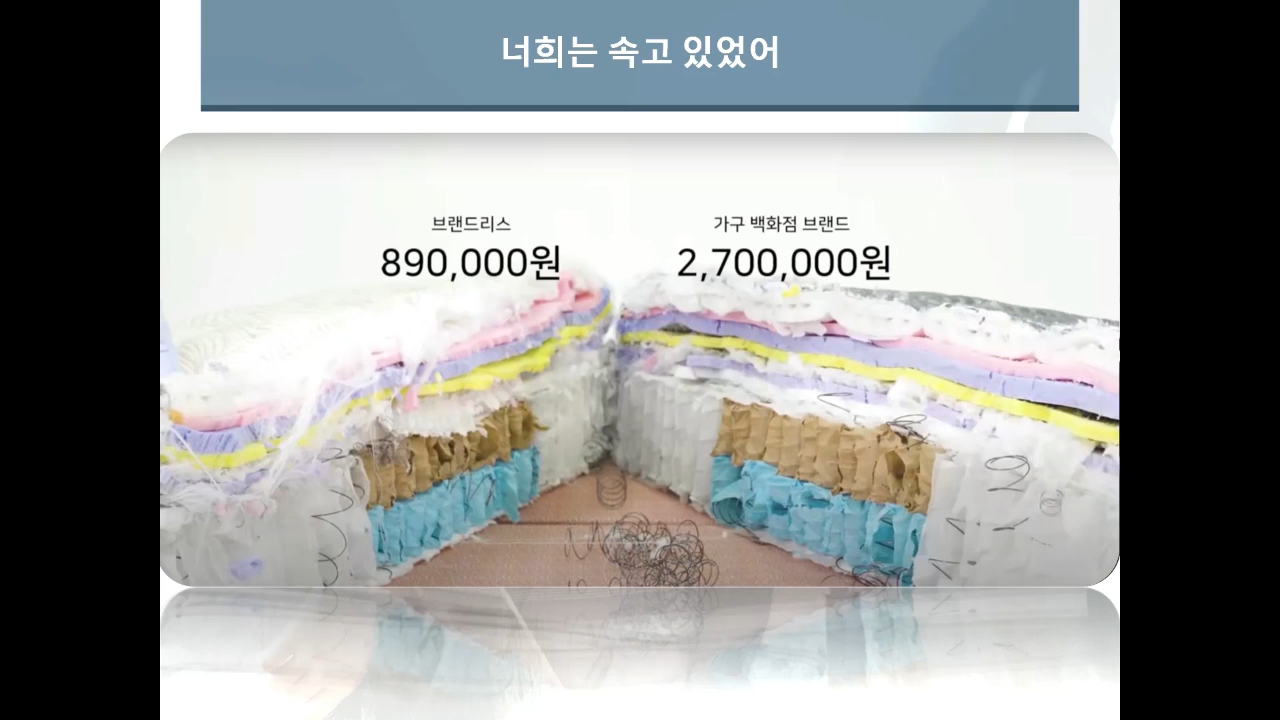 너희는 속고 있었어
브랜드리스
890,000원
가구 백화점 브랜드
2,700,000원